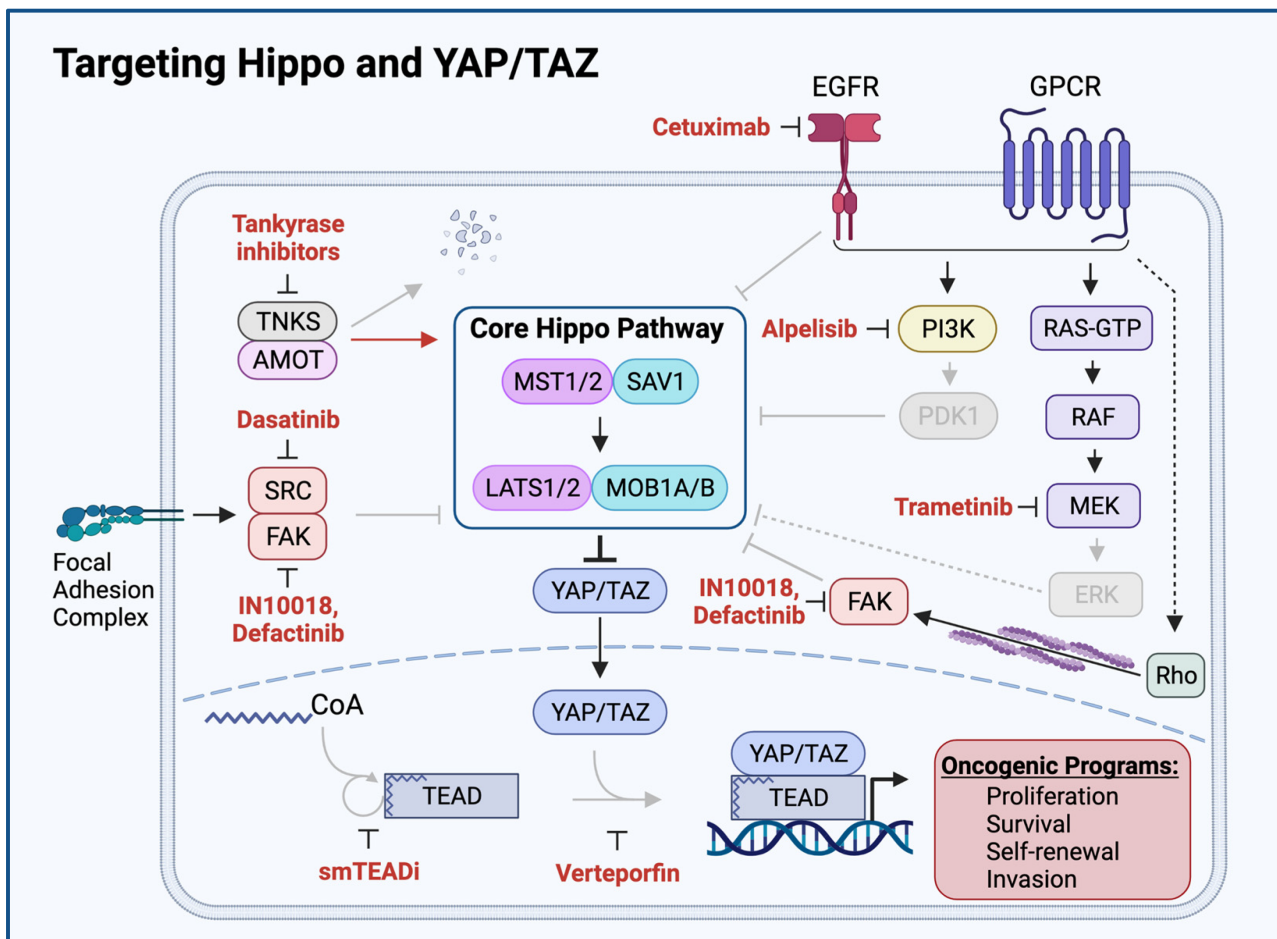 Targeting Hippo and YAP/TAZ
EGFR
GPCR
Cetuximab
Tankyrase
inhibitors
TNKS
AMOT
Core Hippo Pathway
MST1/2
SAV1
LATS1/2
MOB1A/B
Alpelisib
PI3K
RAS-GTP
PDK1
RAF
Dasatinib
SRC
FAK
Trametinib
MEK
Focal
Adhesion
Complex
IN10018,
Defactinib
YAP/TAZ
IN10018,
Defactinib
FAK
ERK
Rho
CoA
YAP/TAZ
TEAD
YAP/TAZ
TEAD
smTEADi
Verteporfin
Oncogenic Programs:
Proliferation
Survival
Self-renewal
Invasion